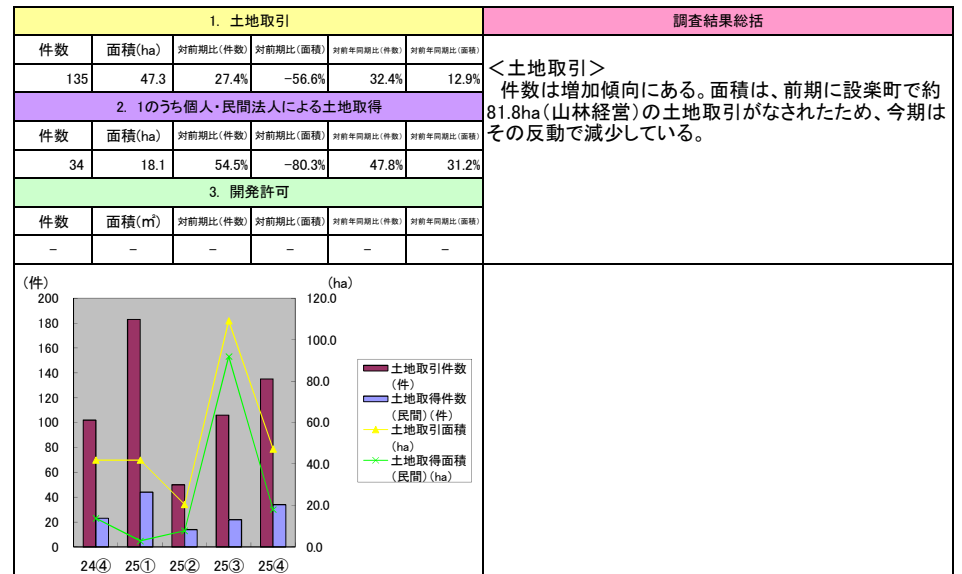 1. 土地取引
件数 面積(ha) 対前期比(件数) 対前期比(面積) 対前年同期比(件数) 対前年同期比(面積)
135 47.3 27.4% −56.6% 32.4% 12.9%
2. 1のうち個人・民間法人による土地取得
件数 面積(ha) 対前期比(件数) 対前期比(面積) 対前年同期比(件数) 対前年同期比(面積)
34 18.1 54.5% −80.3% 47.8% 31.2%
3. 開発許可
件数 面積(㎡) 対前期比(件数) 対前期比(面積) 対前年同期比(件数) 対前年同期比(面積)
− − − − − −
調査結果総括
＜土地取引＞
件数は増加傾向にある。面積は、前期に設楽町で約
81.8ha(山林経営)の土地取引がなされたため、今期は
その反動で減少している。
(件)
200
180
160
140
120
100
80
60
40
20
0
(ha)
120.0
100.0
80.0
60.0
40.0
20.0
0.0
24④ 25① 25② 25③ 25④
土地取引件数
(件)
土地取得件数
(民間)(件)
土地取引面積
(ha)
土地取得面積
(民間)(ha)